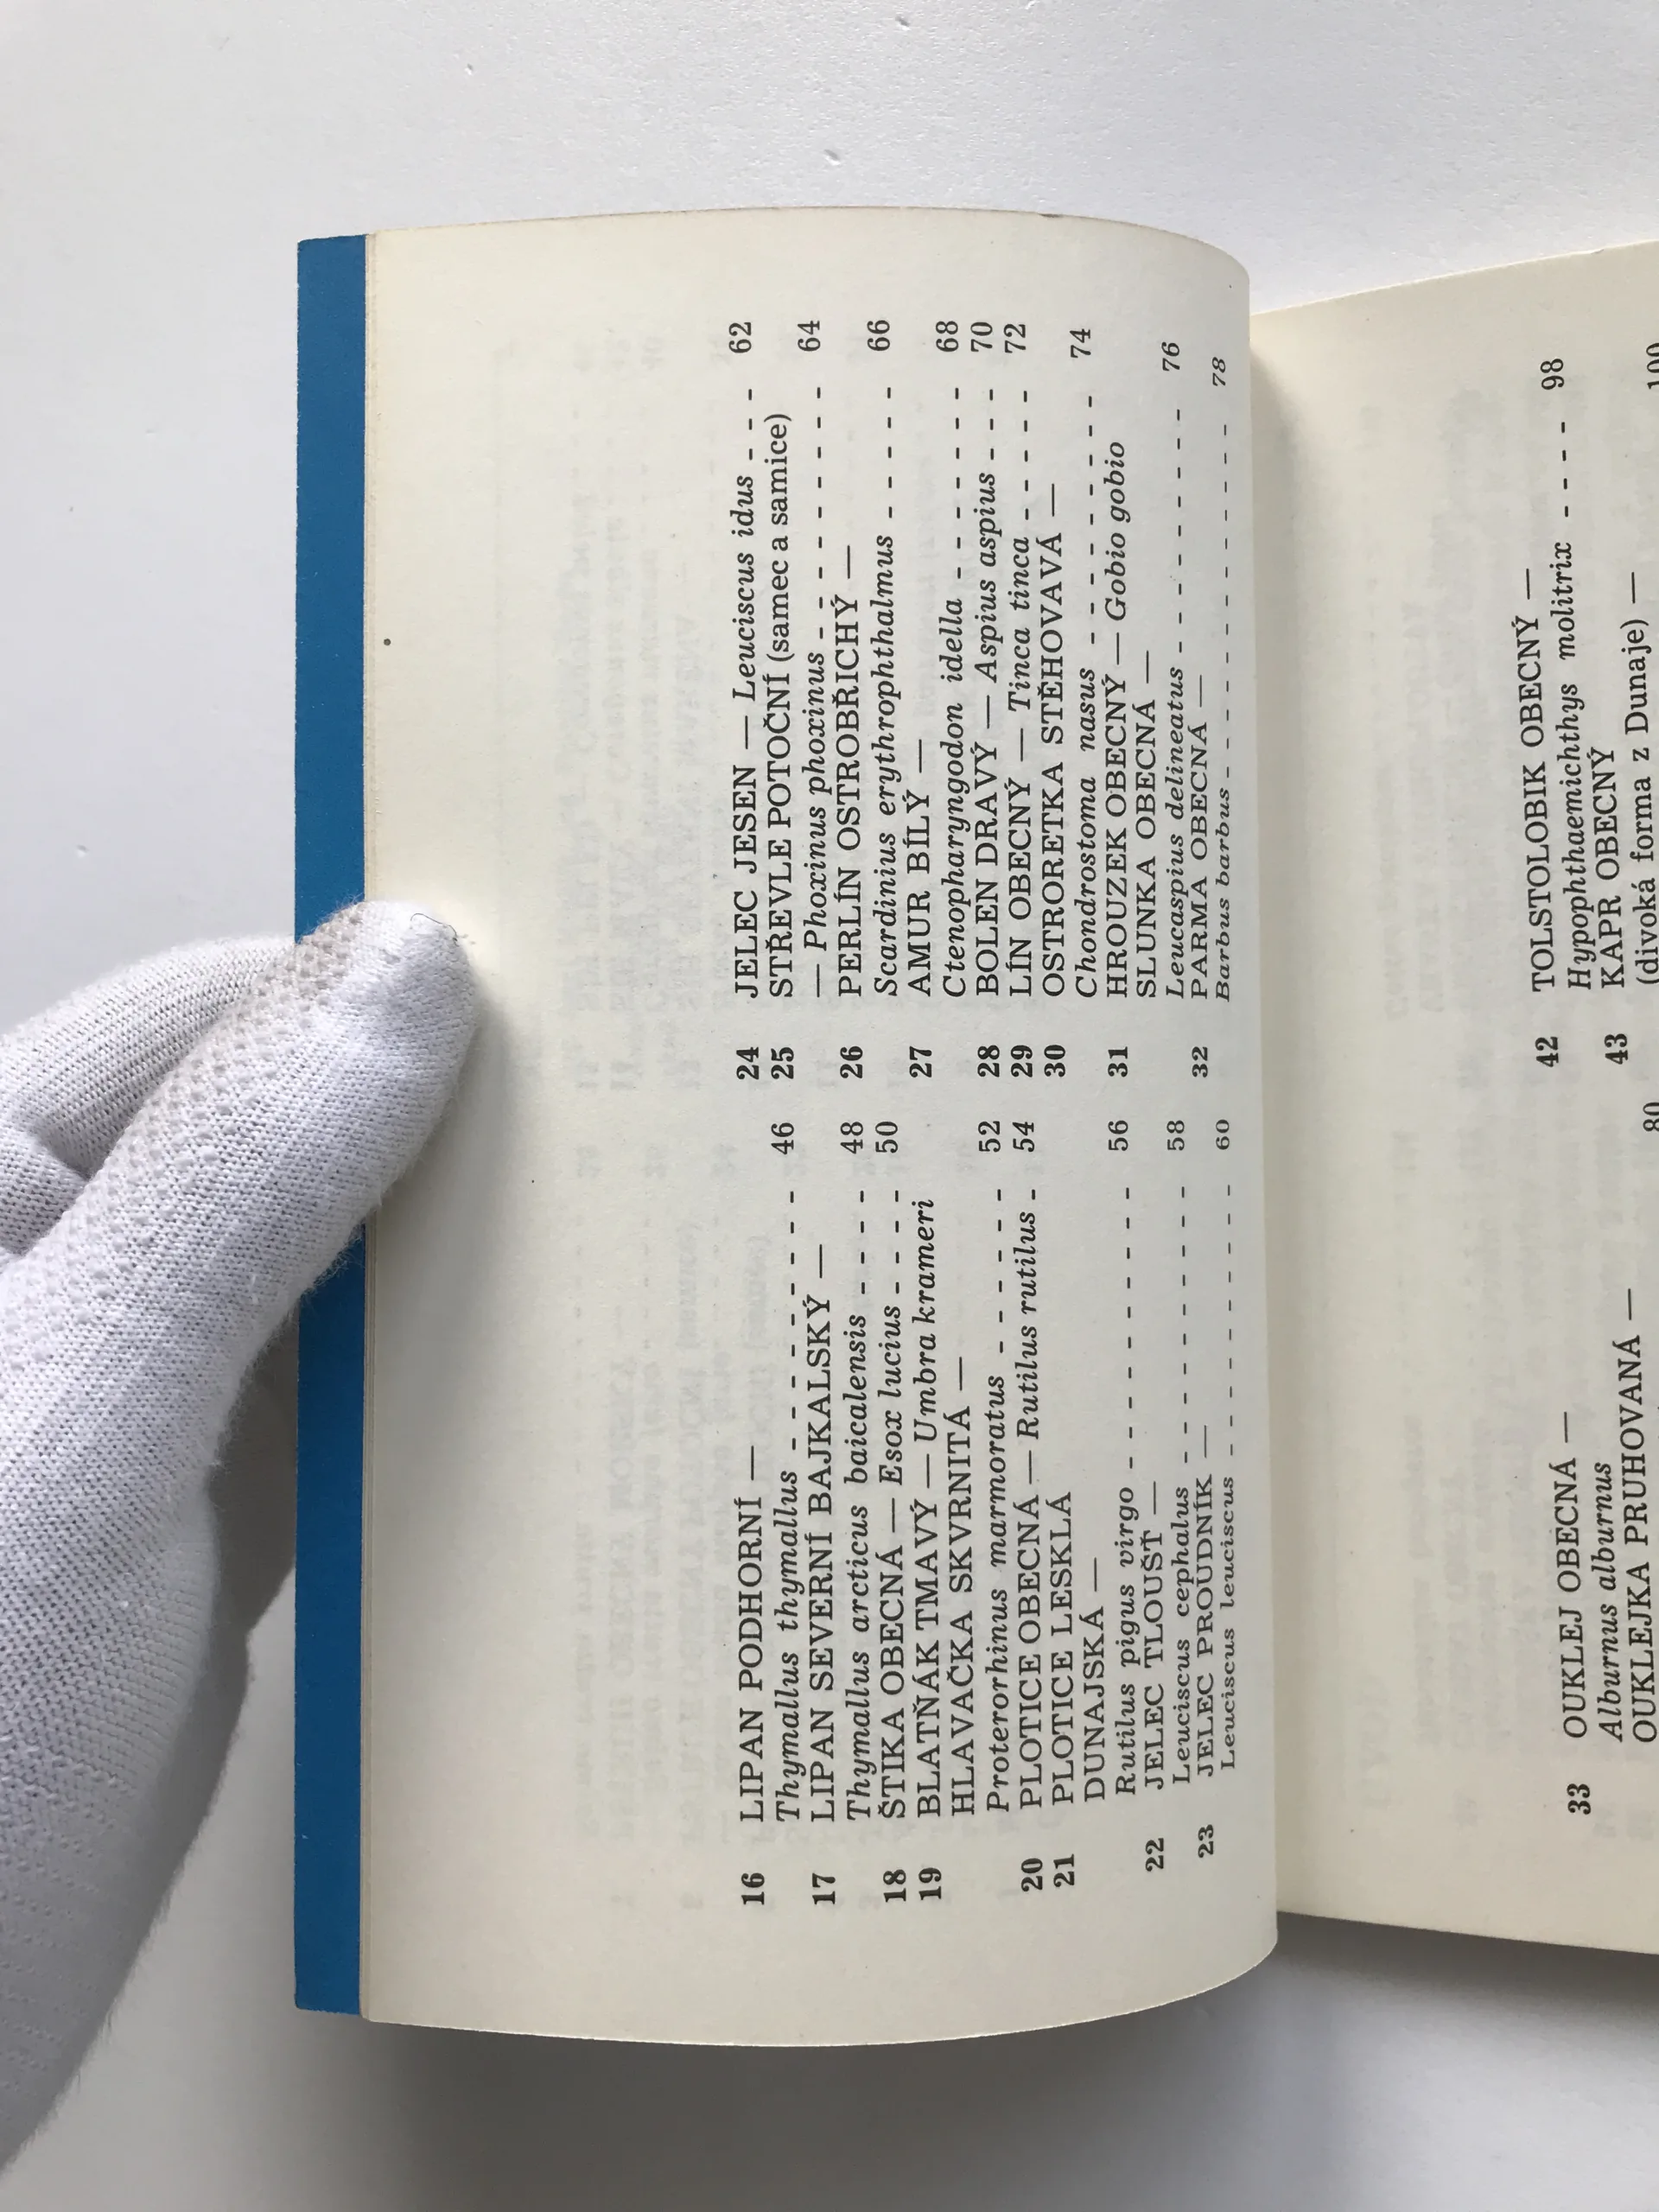 16 LIPAN PODHORNÍ —
Thymallus thymallus - - - - - - - - 46
17 LIPAN SEVERNÍ BAJKALSKÝ —
Thymallus arcticus baicalensis - - - - 48
18 ŠTIKA OBECNÁ — Esox lucius - - - - 50
19 BLATŇÁK TMAVÝ — Umbra krameri
HLAVAČKA SKVRNITÁ —
Proterorhinus marmoratus - - - - - - 52
20 PLOTICE OBECNÁ — Rutilus rutilus - 54
21 PLOTICE LESKLÁ
DUNAJSKÁ —
Rutilus pigus virgo - - - - - - - - - 56
22 JELEC TLOUŠŤ —
Leuciscus cephalus - - - - - - - - - 58
23 JELEC PROUDNÍK —
Leuciscus leuciscus - - - - - - - - - 60
24 JELEC JESEN — Leuciscus idus - - - 62
25 STŘEVLE POTOČNÍ (samec a samice)
— Phoxinus phoxinus - - - - - - - - 64
26 PERLÍN OSTROBŘICHÝ —
Scardinius erythrophthalmus - - - - - 66
27 AMUR BÍLÝ —
Ctenopharyngodon idella - - - - - - - 68
28 BOLEN DRAVÝ — Aspius aspius - - - 70
29 LÍN OBECNÝ — Tinca tinca - - - - - 72
30 OSTRORETKA STĚHOVAVÁ —
Chondrostoma nasus - - - - - - - - - 74
31 HROUZEK OBECNÝ — Gobio gobio
SLUNKA OBECNÁ —
Leucaspius delineatus - - - - - - - - 76
32 PARMA OBECNÁ —
Barbus barbus - - - - - - - - - - - - 78
33 OUKLEJ OBECNÁ —
Alburnus alburnus
OUKLEJKA PRUHOVANÁ —
80
42 TOLSTOLOBIK OBECNÝ —
Hypophthaemichthys molitrix - - - - 98
43 KAPR OBECNÝ
(divoká forma z Dunaje) —
100